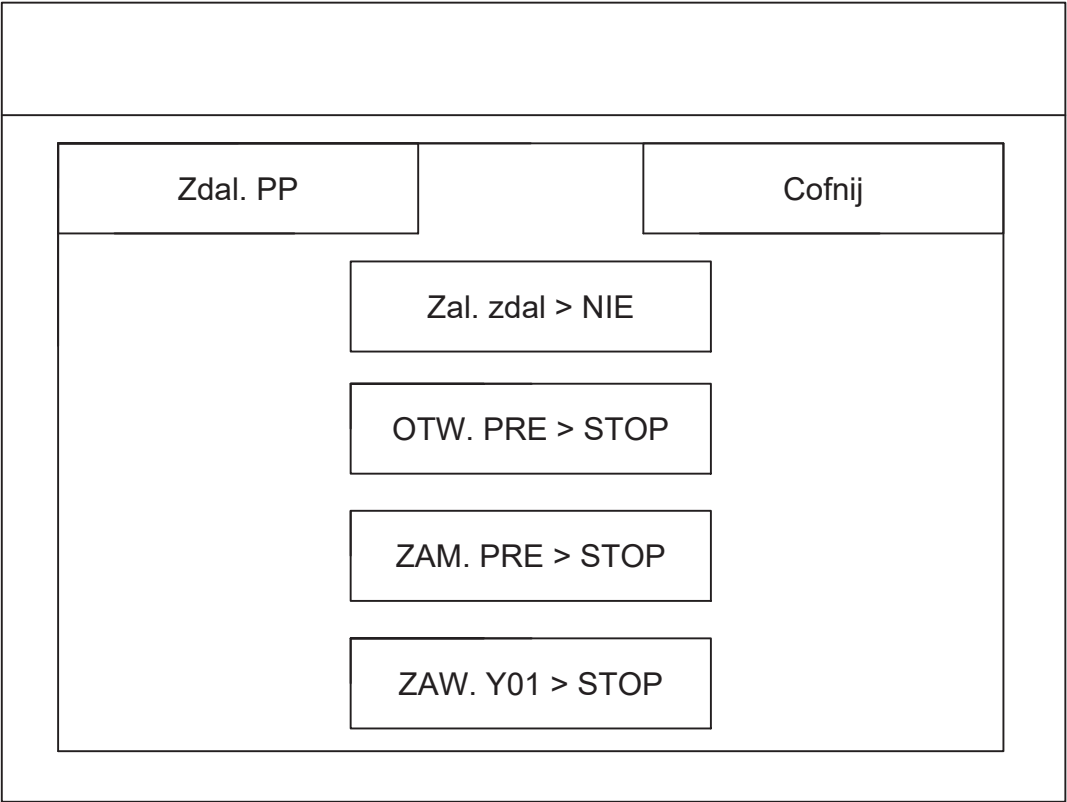 Zdal. PP
Cofnij
Zal. zdal > NIE
OTW. PRE > STOP
ZAM. PRE > STOP
ZAW. Y01 > STOP